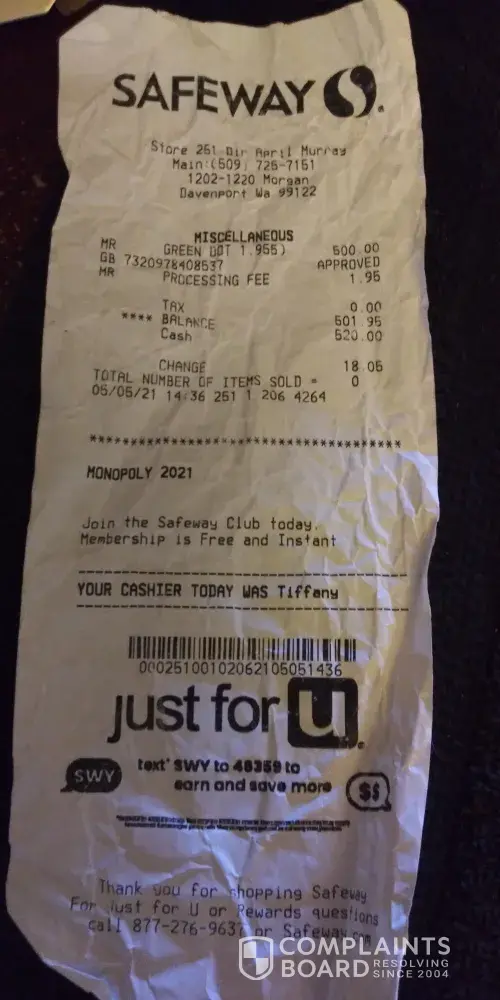 SAFEWAY
Store 251 Dir April Murray
Main:(509) 725-7151
1202-1220 Morgan
Davenport Wa 99122
MISCELLANEOUS
MR GREEN DOT 1.955) 500.00
GB 7320978408537 APPROVED
MR PROCESSING FEE 1.95
TAX 0.00
**** BALANCE 501.95
Cash 520.00
CHANGE 18.05
TOTAL NUMBER OF ITEMS SOLD = 0
05/05/21 14:36 251 1 206 4264
****************************************
MONOPOLY 2021
Join the Safeway Club today.
Membership is Free and Instant
YOUR CASHIER TODAY WAS Tiffany
00025100102062105051436
just for U
SWY
text* SWY to 48359 to
earn and save more
$$
Thank you for shopping Safeway
For Just for U or Rewards questions
call 877-276-9637 or Safeway.com
COMPLAINTS
BOARD RESOLVING
SINCE 2004